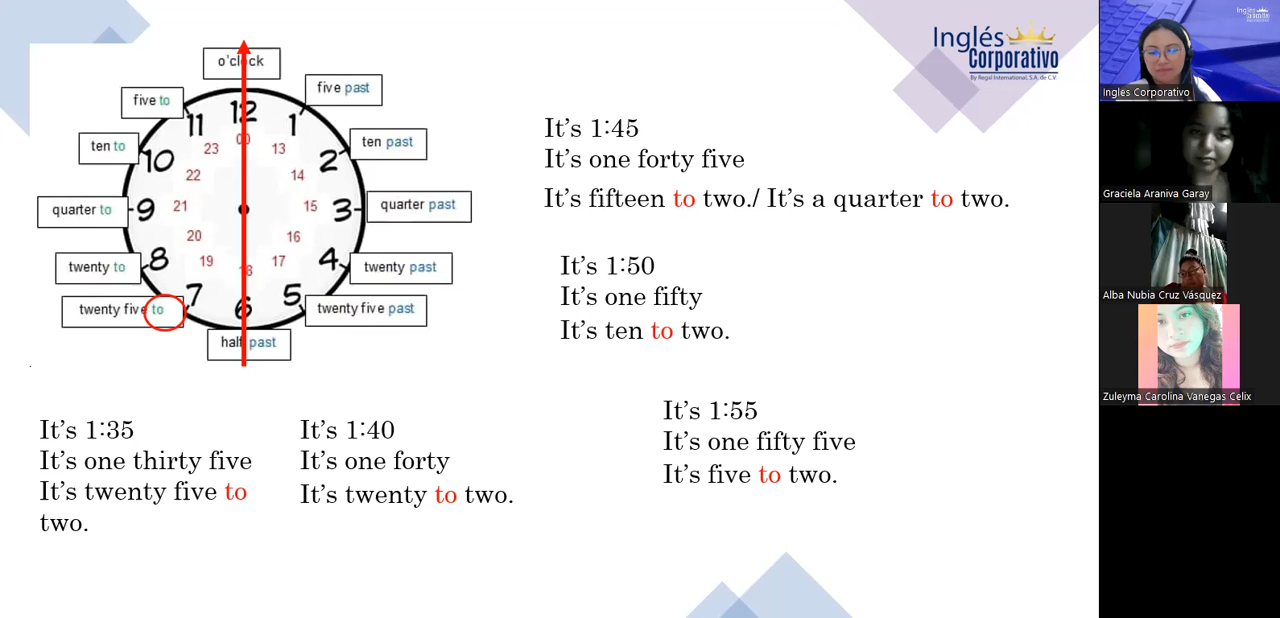 o'clock
five to
five past
ten to
ten past
quarter to
quarter past
twenty to
twenty past
twenty five to
twenty five past
half past
12
11
1
10
2
9
3
8
4
7
5
6
00
23
13
22
14
21
15
20
16
19
17
18
Inglés
Corporativo
By Regal International, S.A. de C.V.
It's 1:45
It's one forty five
It's fifteen to two./ It's a quarter to two.
It's 1:50
It's one fifty
It's ten to two.
It's 1:35
It's one thirty five
It's twenty five to
two.
It's 1:40
It's one forty
It's twenty to two.
It's 1:55
It's one fifty five
It's five to two.
Inglés
Ingles Corporativo
Graciela Araniva Garay
Alba Nubia Cruz Vásquez
Zuleyma Carolina Vanegas Celix